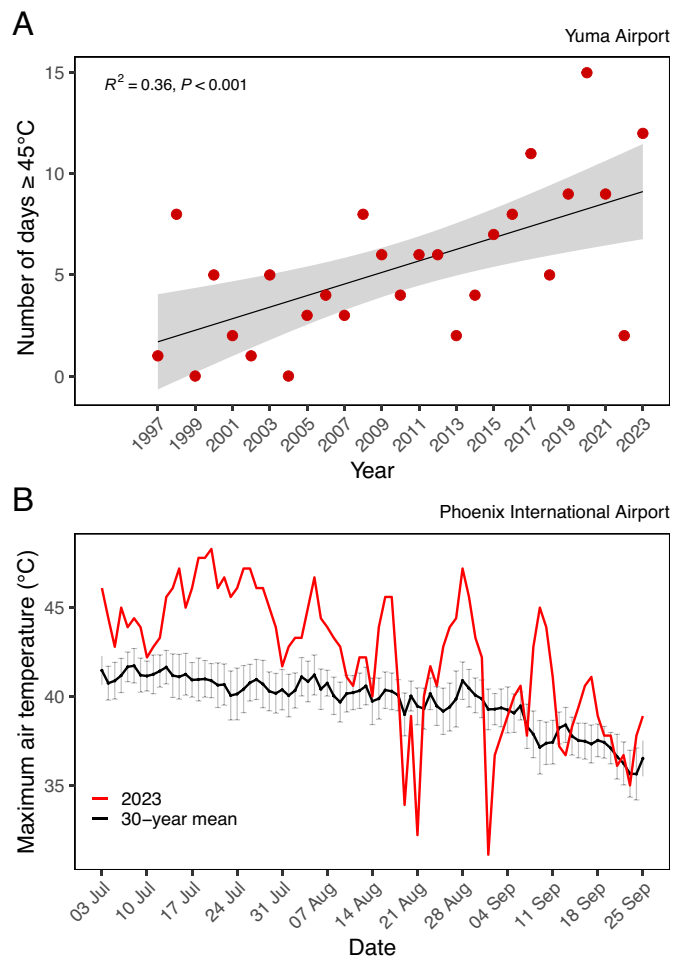 A
Yuma Airport
R² = 0.36, P < 0.001
Number of days ≥ 45°C
15
10
5
0
1997
1999
2001
2003
2005
2007
2009
2011
2013
2015
2017
2019
2021
2023
Year
B
Phoenix International Airport
Maximum air temperature (°C)
45
40
35
2023
30−year mean
03 Jul
10 Jul
17 Jul
24 Jul
31 Jul
07 Aug
14 Aug
21 Aug
28 Aug
04 Sep
11 Sep
18 Sep
25 Sep
Date